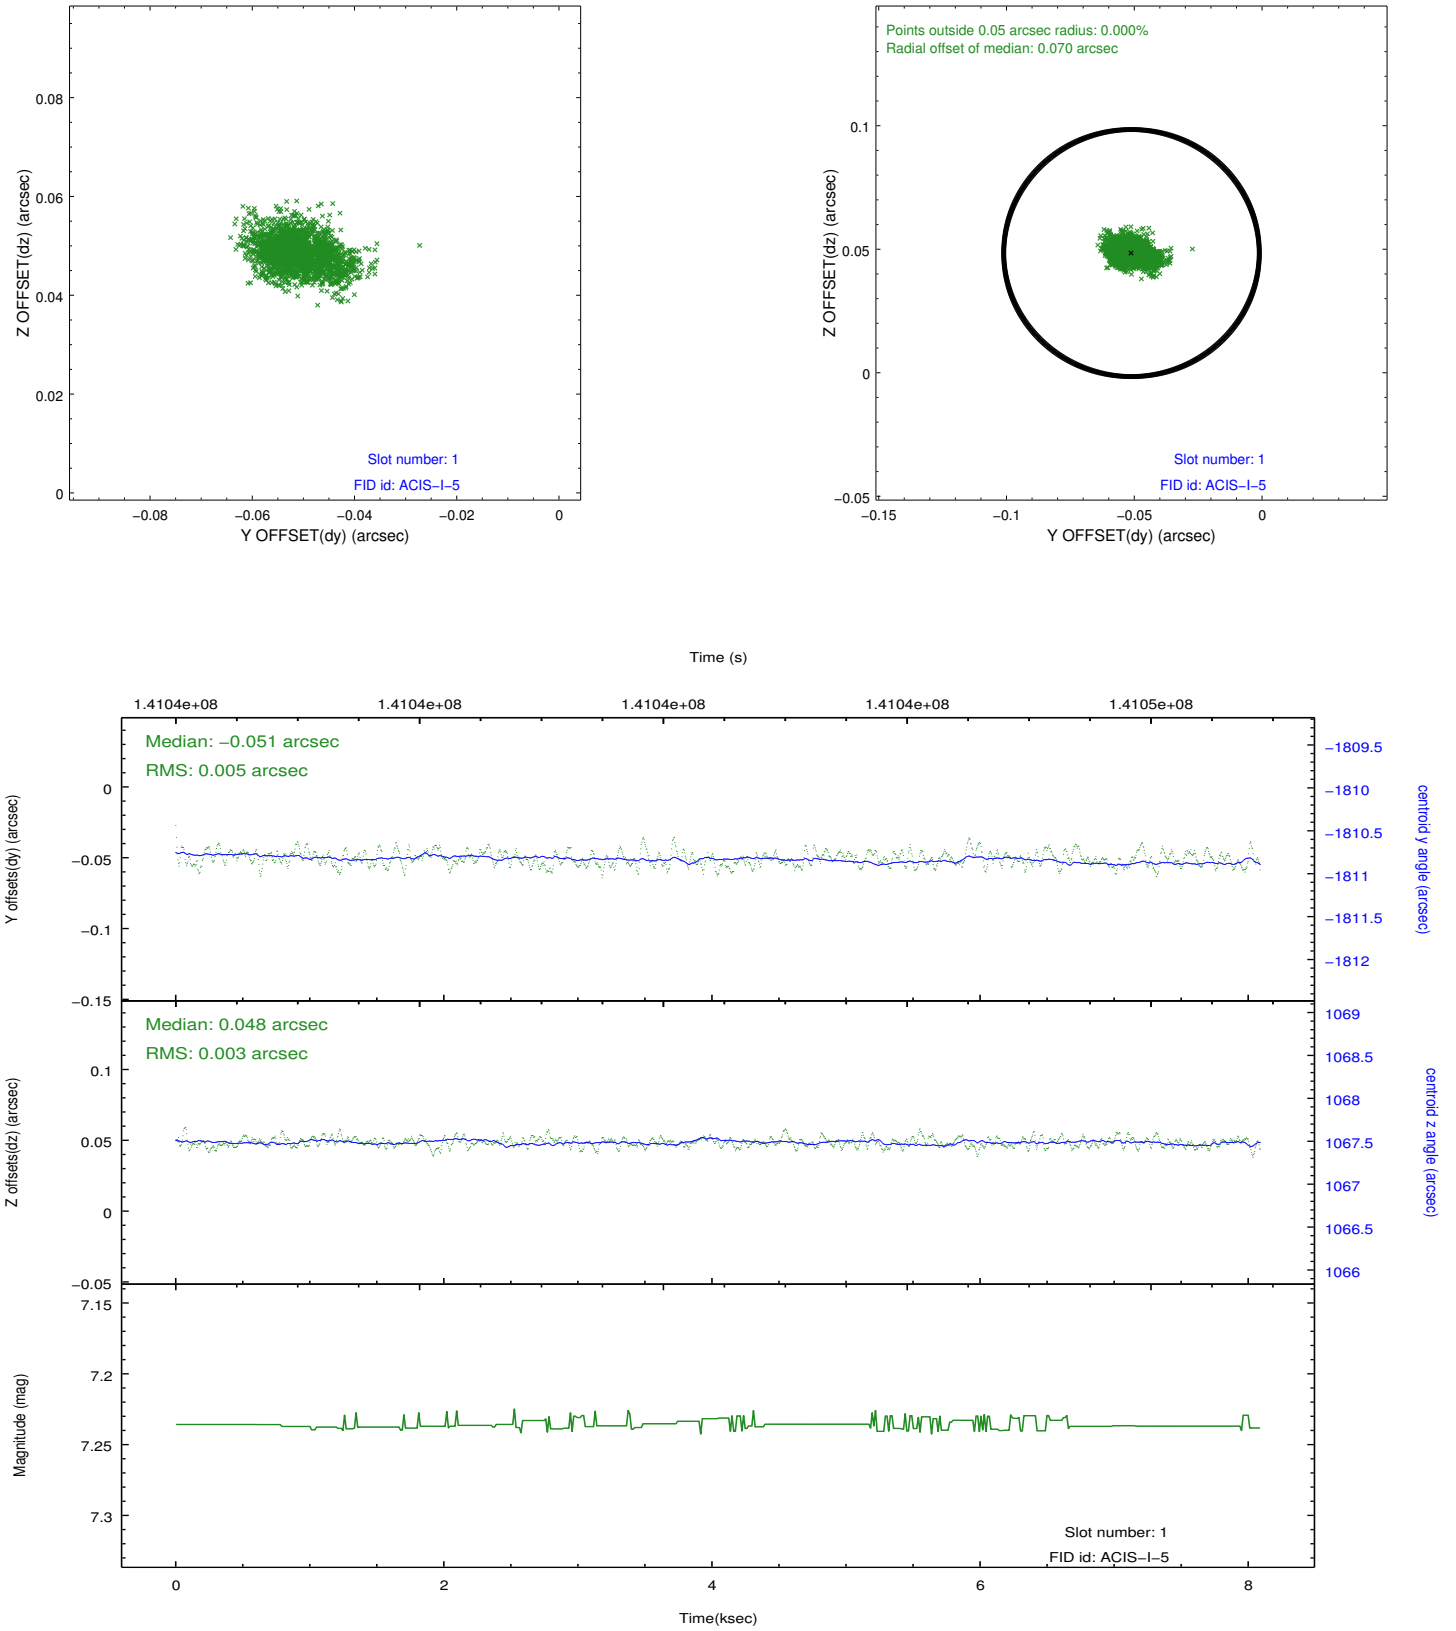 0.08
0.06
0.04
0.02
0
Z OFFSET(dz) (arcsec)
Slot number: 1
FID id: ACIS−I−5
−0.08 −0.06 −0.04 −0.02 0
Y OFFSET(dy) (arcsec)
Points outside 0.05 arcsec radius: 0.000%
Radial offset of median: 0.070 arcsec
0.1
0.05
0
−0.05
Z OFFSET(dz) (arcsec)
Slot number: 1
FID id: ACIS−I−5
−0.15 −0.1 −0.05 0
Y OFFSET(dy) (arcsec)
Time (s)
1.4104e+08 1.4104e+08 1.4104e+08 1.4104e+08 1.4105e+08
Median: −0.051 arcsec
RMS: 0.005 arcsec
0
−0.05
−0.1
−0.15
Y offsets(dy) (arcsec)
−1809.5
−1810
−1810.5
−1811
−1811.5
−1812
centroid y angle (arcsec)
Median: 0.048 arcsec
RMS: 0.003 arcsec
0.1
0.05
0
−0.05
Z offsets(dz) (arcsec)
1069
1068.5
1068
1067.5
1067
1066.5
1066
centroid z angle (arcsec)
7.15
7.2
7.25
7.3
Magnitude (mag)
Slot number: 1
FID id: ACIS−I−5
0 2 4 6 8
Time(ksec)